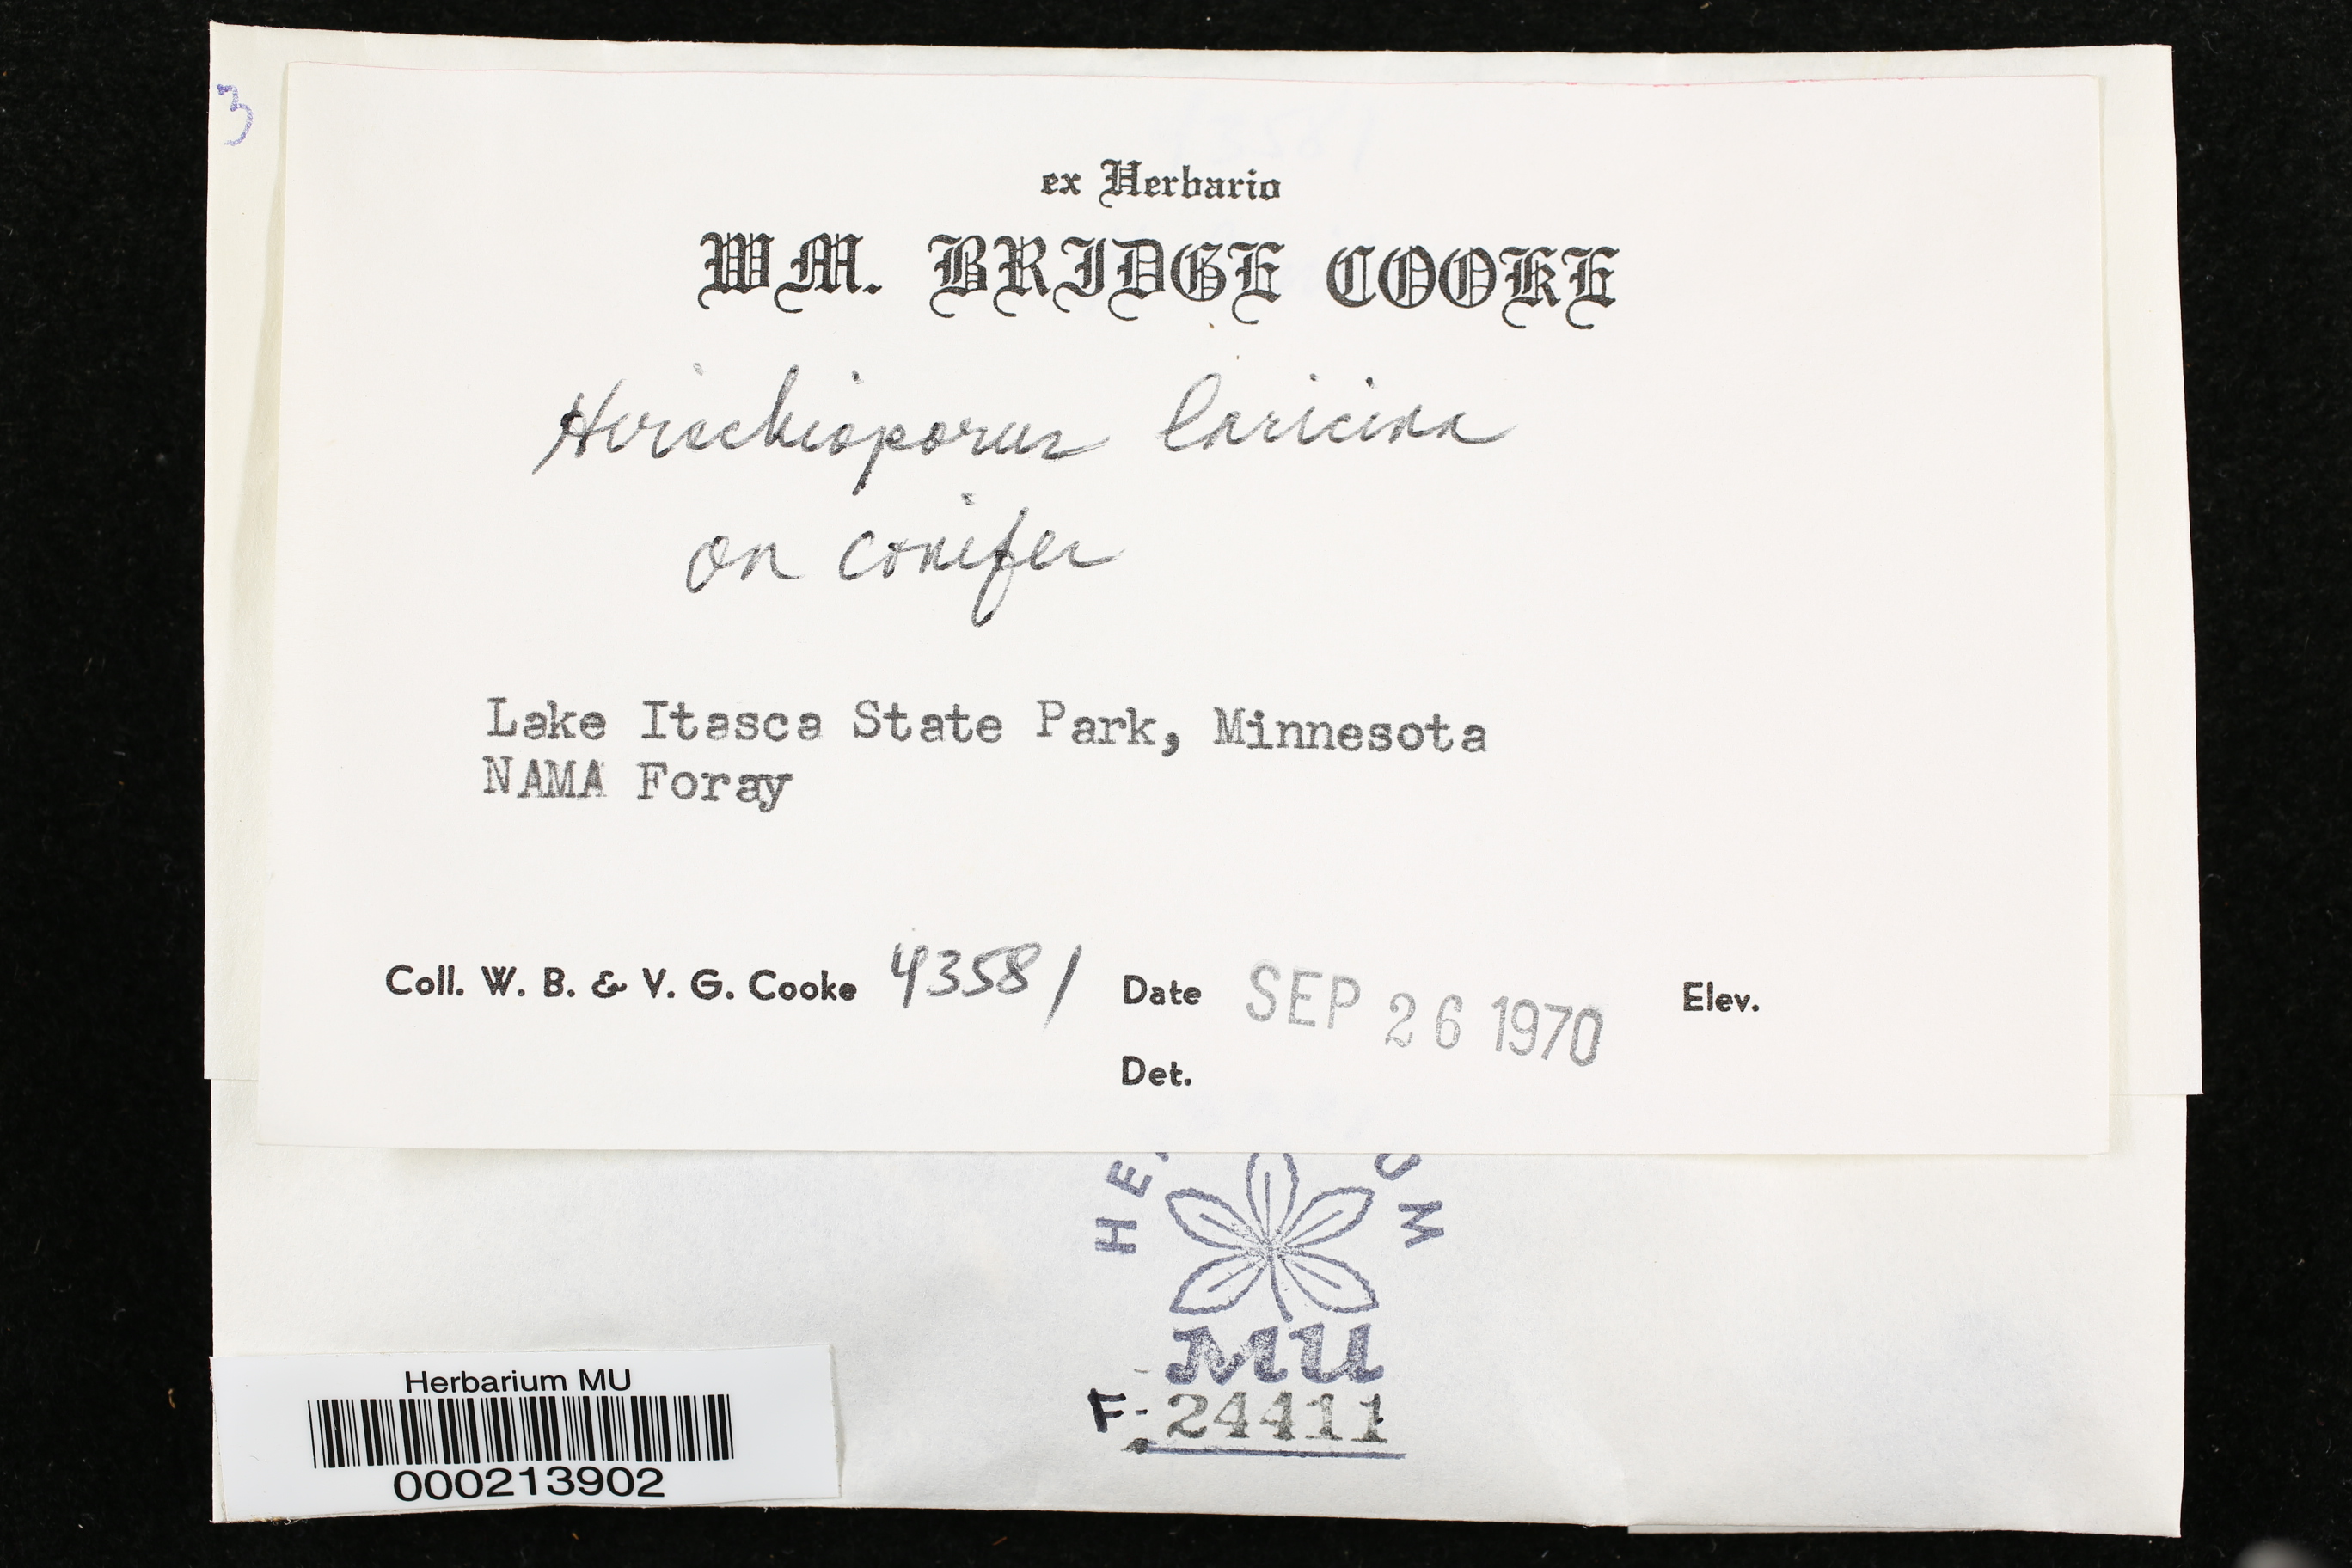 3
ex Herbario
WM. BRIDGE COOKE
Hirschioporus laricina
on conifer
Lake Itasca State Park, Minnesota
NAMA Foray
Coll. W. B. & V. G. Cooke 43581 Date SEP 26 1970 Elev.
Det.
MU
F-24411
Herbarium MU
000213902